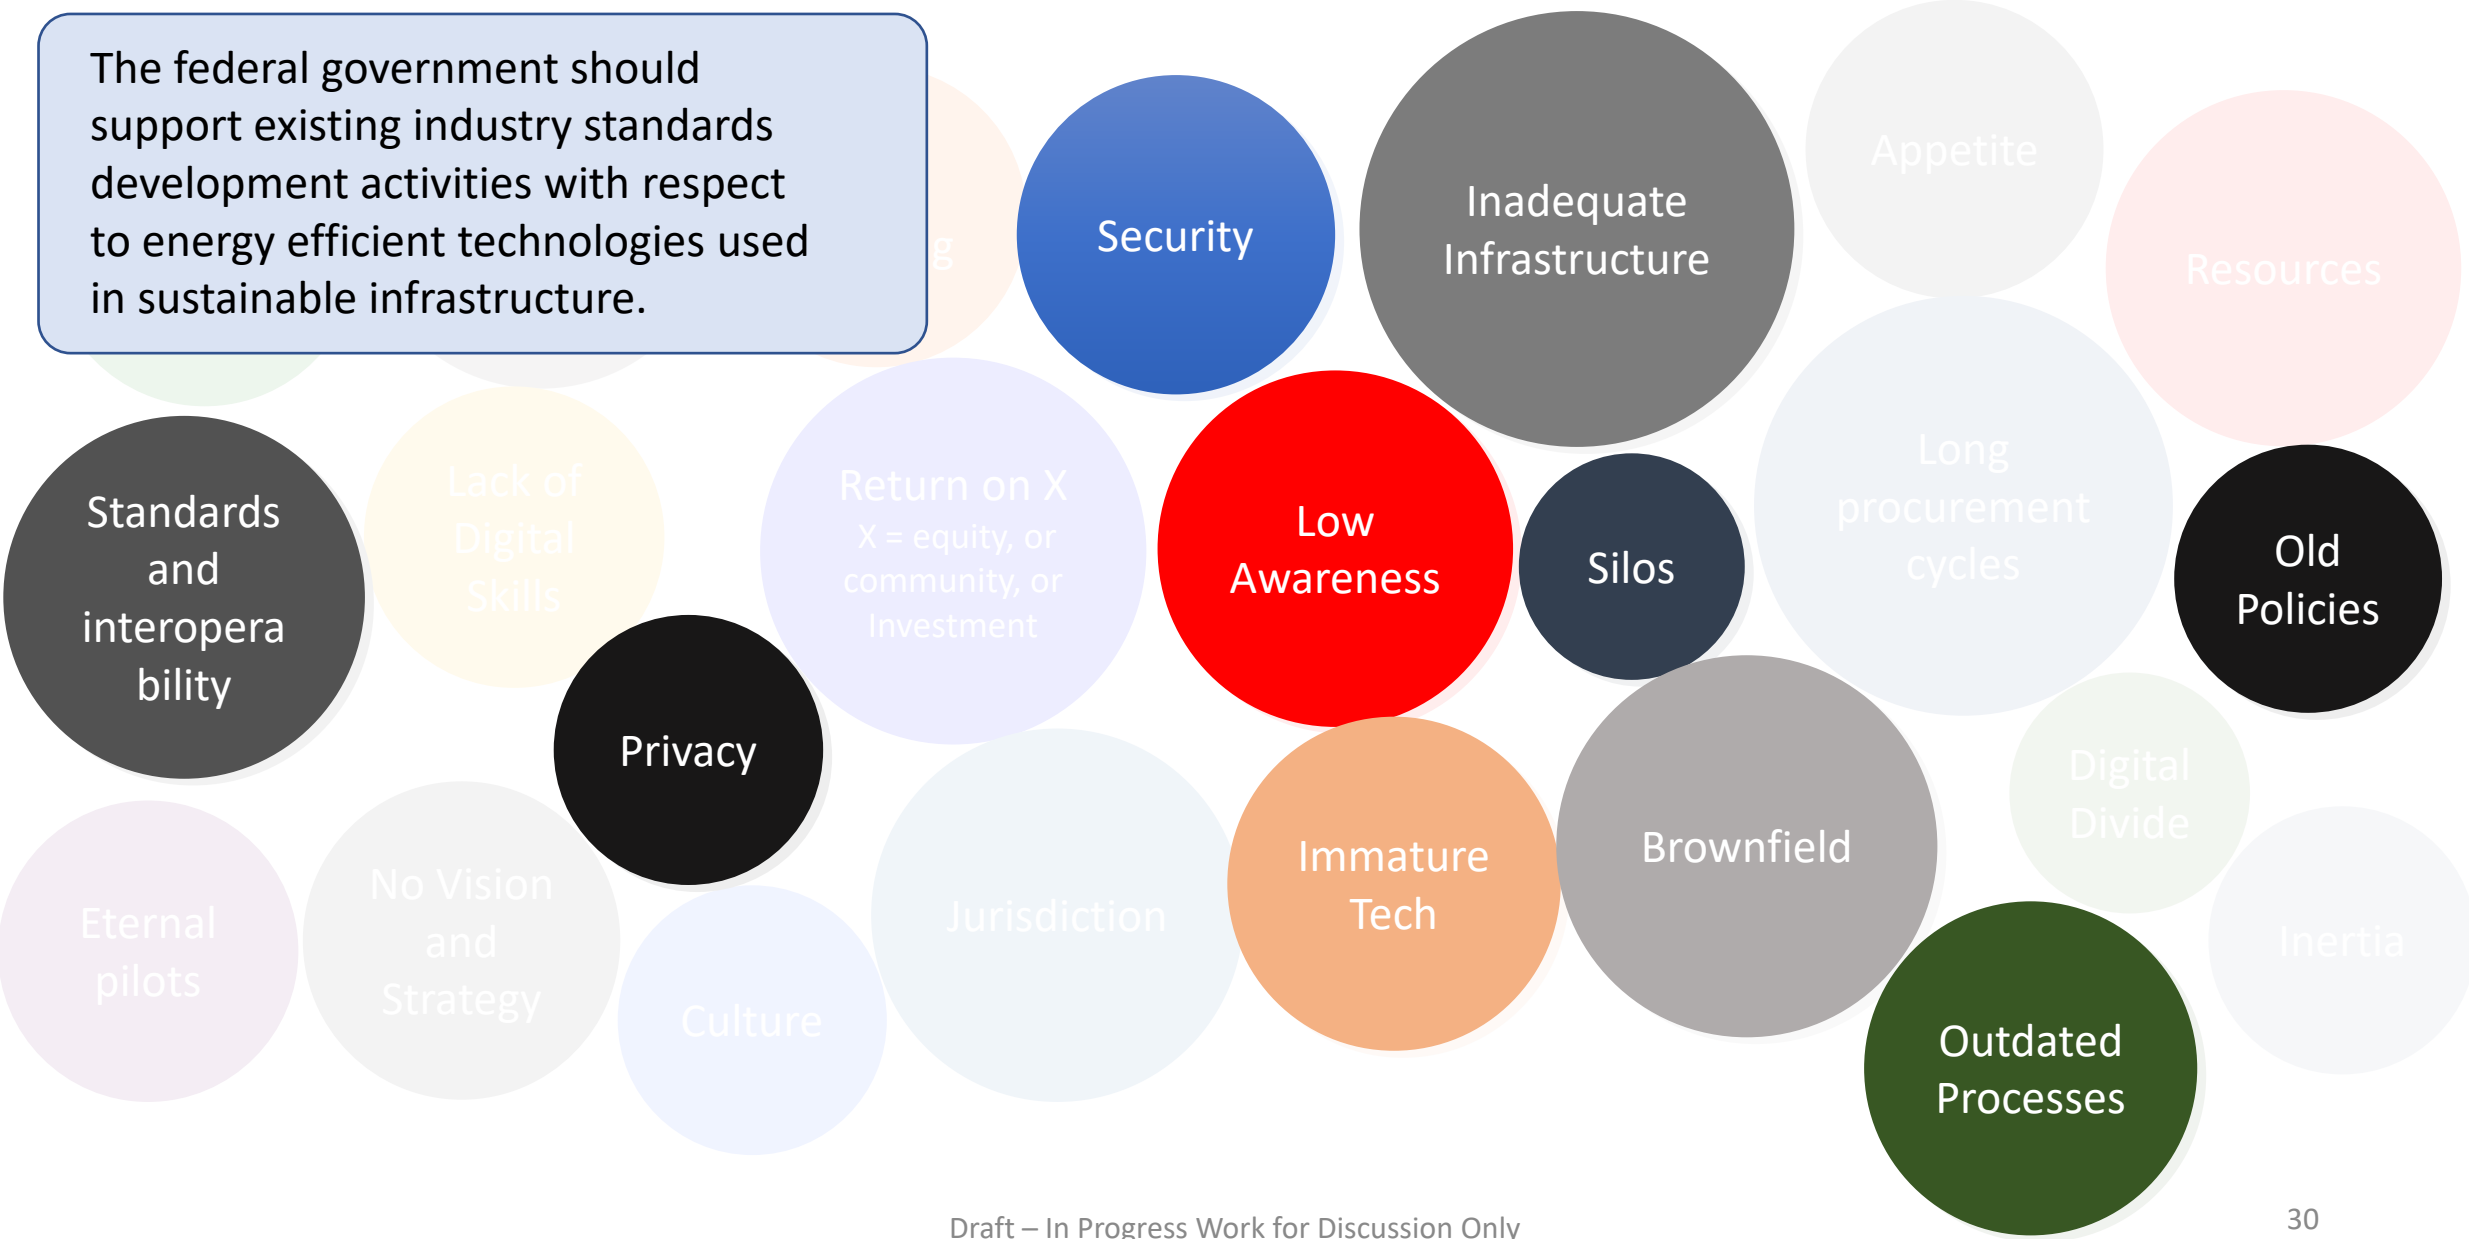 The federal government should
support existing industry standards
development activities with respect
to energy efficient technologies used
in sustainable infrastructure.
g
Security
Inadequate
Infrastructure
Appetite
Resources
Standards
and
interopera
bility
Lack of
Digital
Skills
Return on X
X = equity, or
community, or
Investment
Low
Awareness
Silos
Long
procurement
cycles
Old
Policies
Privacy
Digital
Divide
Eternal
pilots
No Vision
and
Strategy
Culture
Jurisdiction
Immature
Tech
Brownfield
Outdated
Processes
Inertia
Draft – In Progress Work for Discussion Only
30